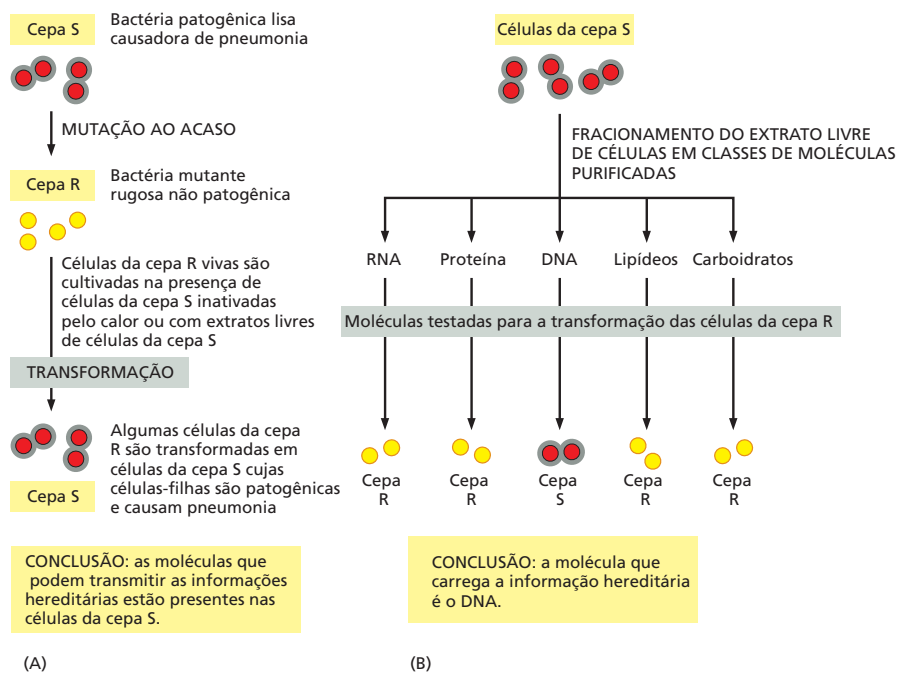 Cepa S
Bactéria patogênica lisa
causadora de pneumonia
MUTAÇÃO AO ACASO
Cepa R
Bactéria mutante
rugosa não patogênica
Células da cepa R vivas são
cultivadas na presença de
células da cepa S inativadas
pelo calor ou com extratos livres
de células da cepa S
TRANSFORMAÇÃO
Algumas células da cepa
R são transformadas em
células da cepa S cujas
células-filhas são patogênicas
e causam pneumonia
Cepa S
CONCLUSÃO: as moléculas que
podem transmitir as informações
hereditárias estão presentes nas
células da cepa S.
(A)
Células da cepa S
FRACIONAMENTO DO EXTRATO LIVRE
DE CÉLULAS EM CLASSES DE MOLÉCULAS
PURIFICADAS
RNA
Proteína
DNA
Lipídeos
Carboidratos
Moléculas testadas para a transformação das células da cepa R
Cepa
R
Cepa
R
Cepa
S
Cepa
R
Cepa
R
CONCLUSÃO: a molécula que
carrega a informação hereditária
é o DNA.
(B)